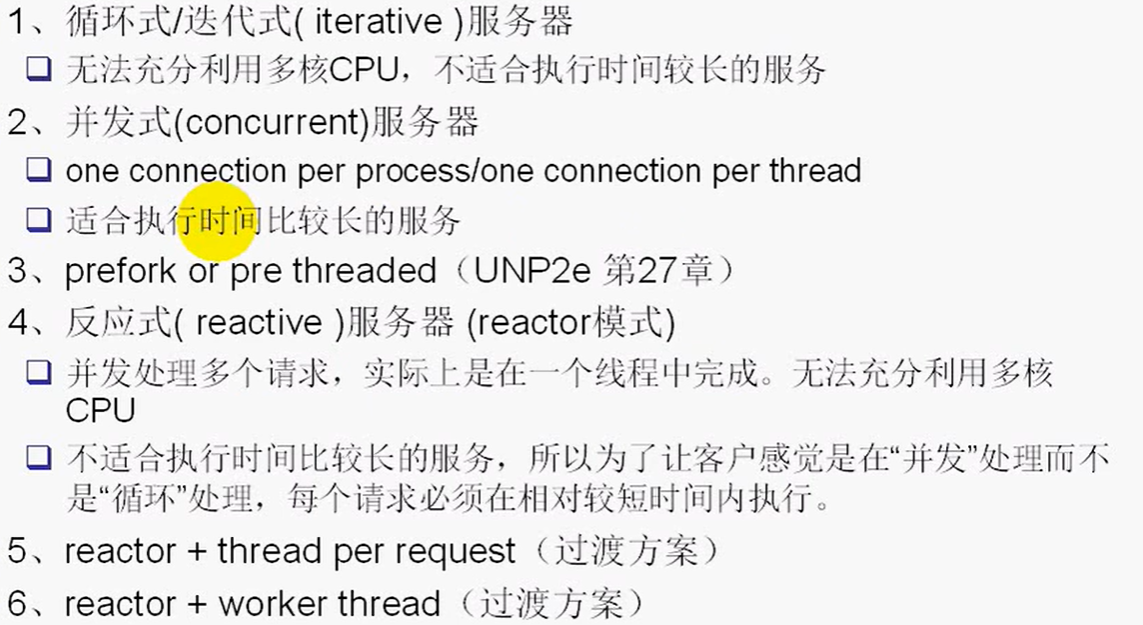 1、循环式/迭代式( iterative )服务器
无法充分利用多核CPU，不适合执行时间较长的服务
2、并发式(concurrent)服务器
one connection per process/one connection per thread
适合执行时间比较长的服务
3、prefork or pre threaded（UNP2e 第27章）
4、反应式( reactive )服务器 (reactor模式)
并发处理多个请求，实际上是在一个线程中完成。无法充分利用多核
CPU
不适合执行时间比较长的服务，所以为了让客户感觉是在“并发”处理而不
是“循环”处理，每个请求必须在相对较短时间内执行。
5、reactor + thread per request（过渡方案）
6、reactor + worker thread（过渡方案）